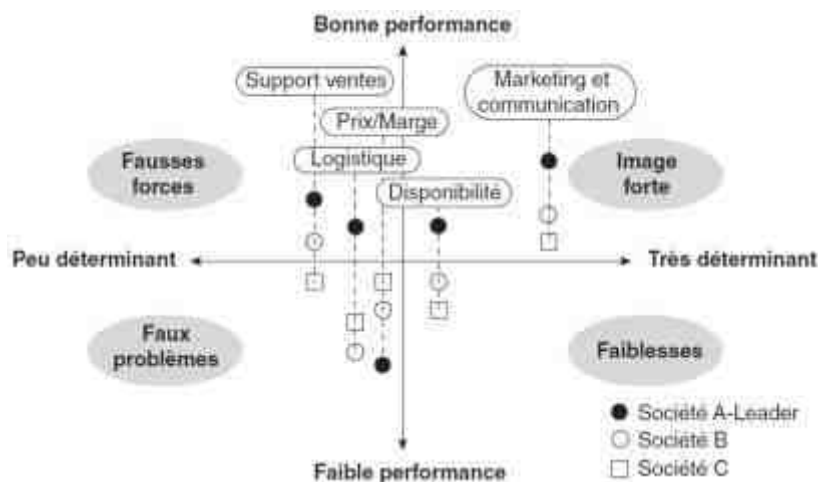 Bonne performance
Support ventes
Marketing et
communication
Prix/Marge
Fausses
forces
Logistique
Image
forte
Disponibilité
Peu déterminant
Très déterminant
Faux
problèmes
Faiblesses
Société A-Leader
Société B
Faible performance
Société C